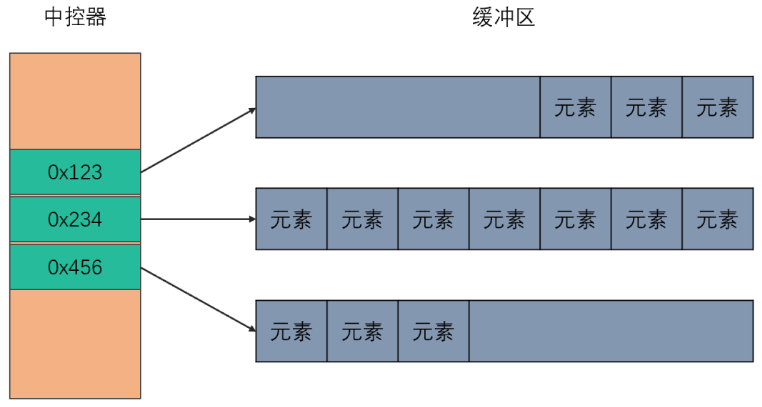 中控器
缓冲区
元素 元素 元素
0x123
0x234
元素 元素 元素 元素 元素 元素 元素
0x456
元素 元素 元素